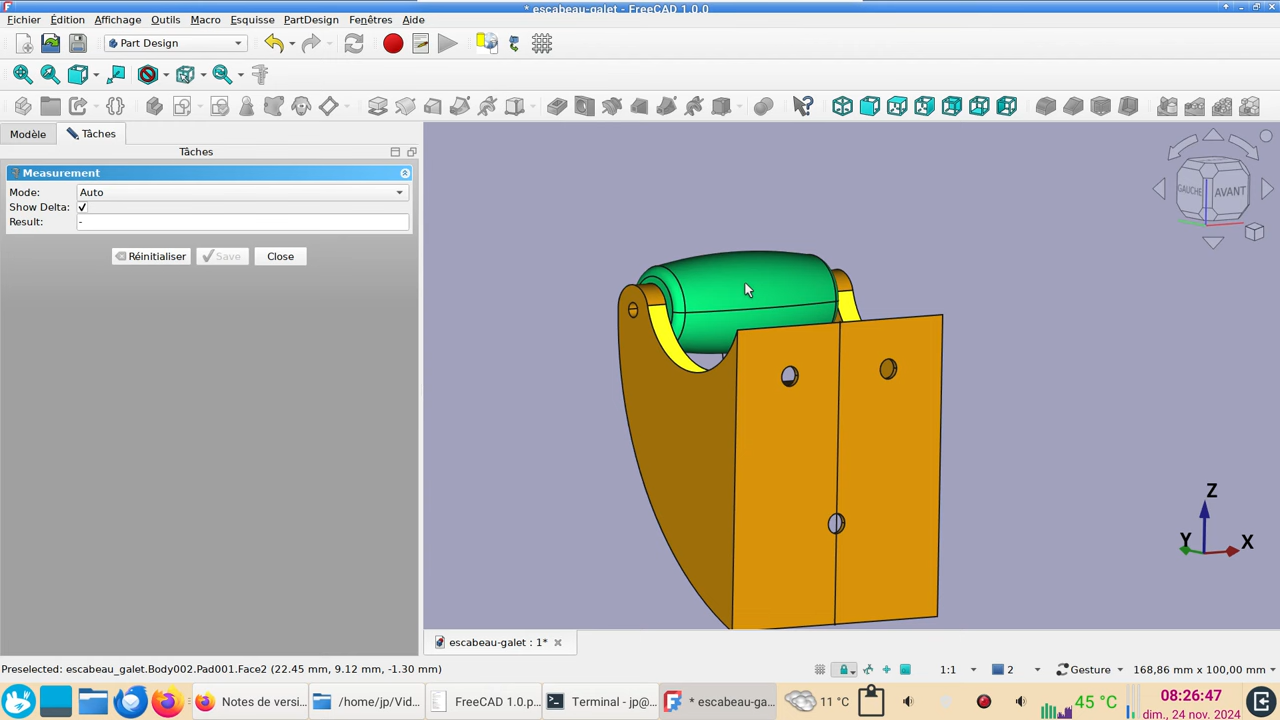 * escabeau-galet - FreeCAD 1.0.0
Fichier Édition Affichage Outils Macro Esquisse PartDesign Fenêtres Aide
Part Design
Modèle Tâches
Tâches
Measurement
Mode: Auto
Show Delta:
Result: -
Réinitialiser Save Close
GAUCHE AVANT
Z
Y X
escabeau-galet : 1*
Preselected: escabeau_galet.Body002.Pad001.Face2 (22.45 mm, 9.12 mm, -1.30 mm) 1:1 2 Gesture 168,86 mm x 100,00 mm
Notes de versi... /home/jp/Vid... FreeCAD 1.0.p... Terminal - jp@... * escabeau-ga... 11 °C 45 °C 08:26:47
dim., 24 nov. 2024